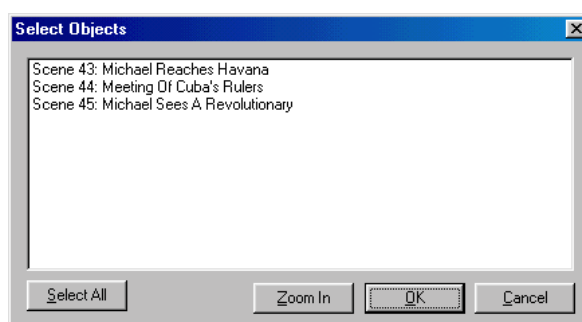 Select Objects
Scene 43: Michael Reaches Havana
Scene 44: Meeting Of Cuba's Rulers
Scene 45: Michael Sees A Revolutionary
Select All
Zoom In
OK
Cancel